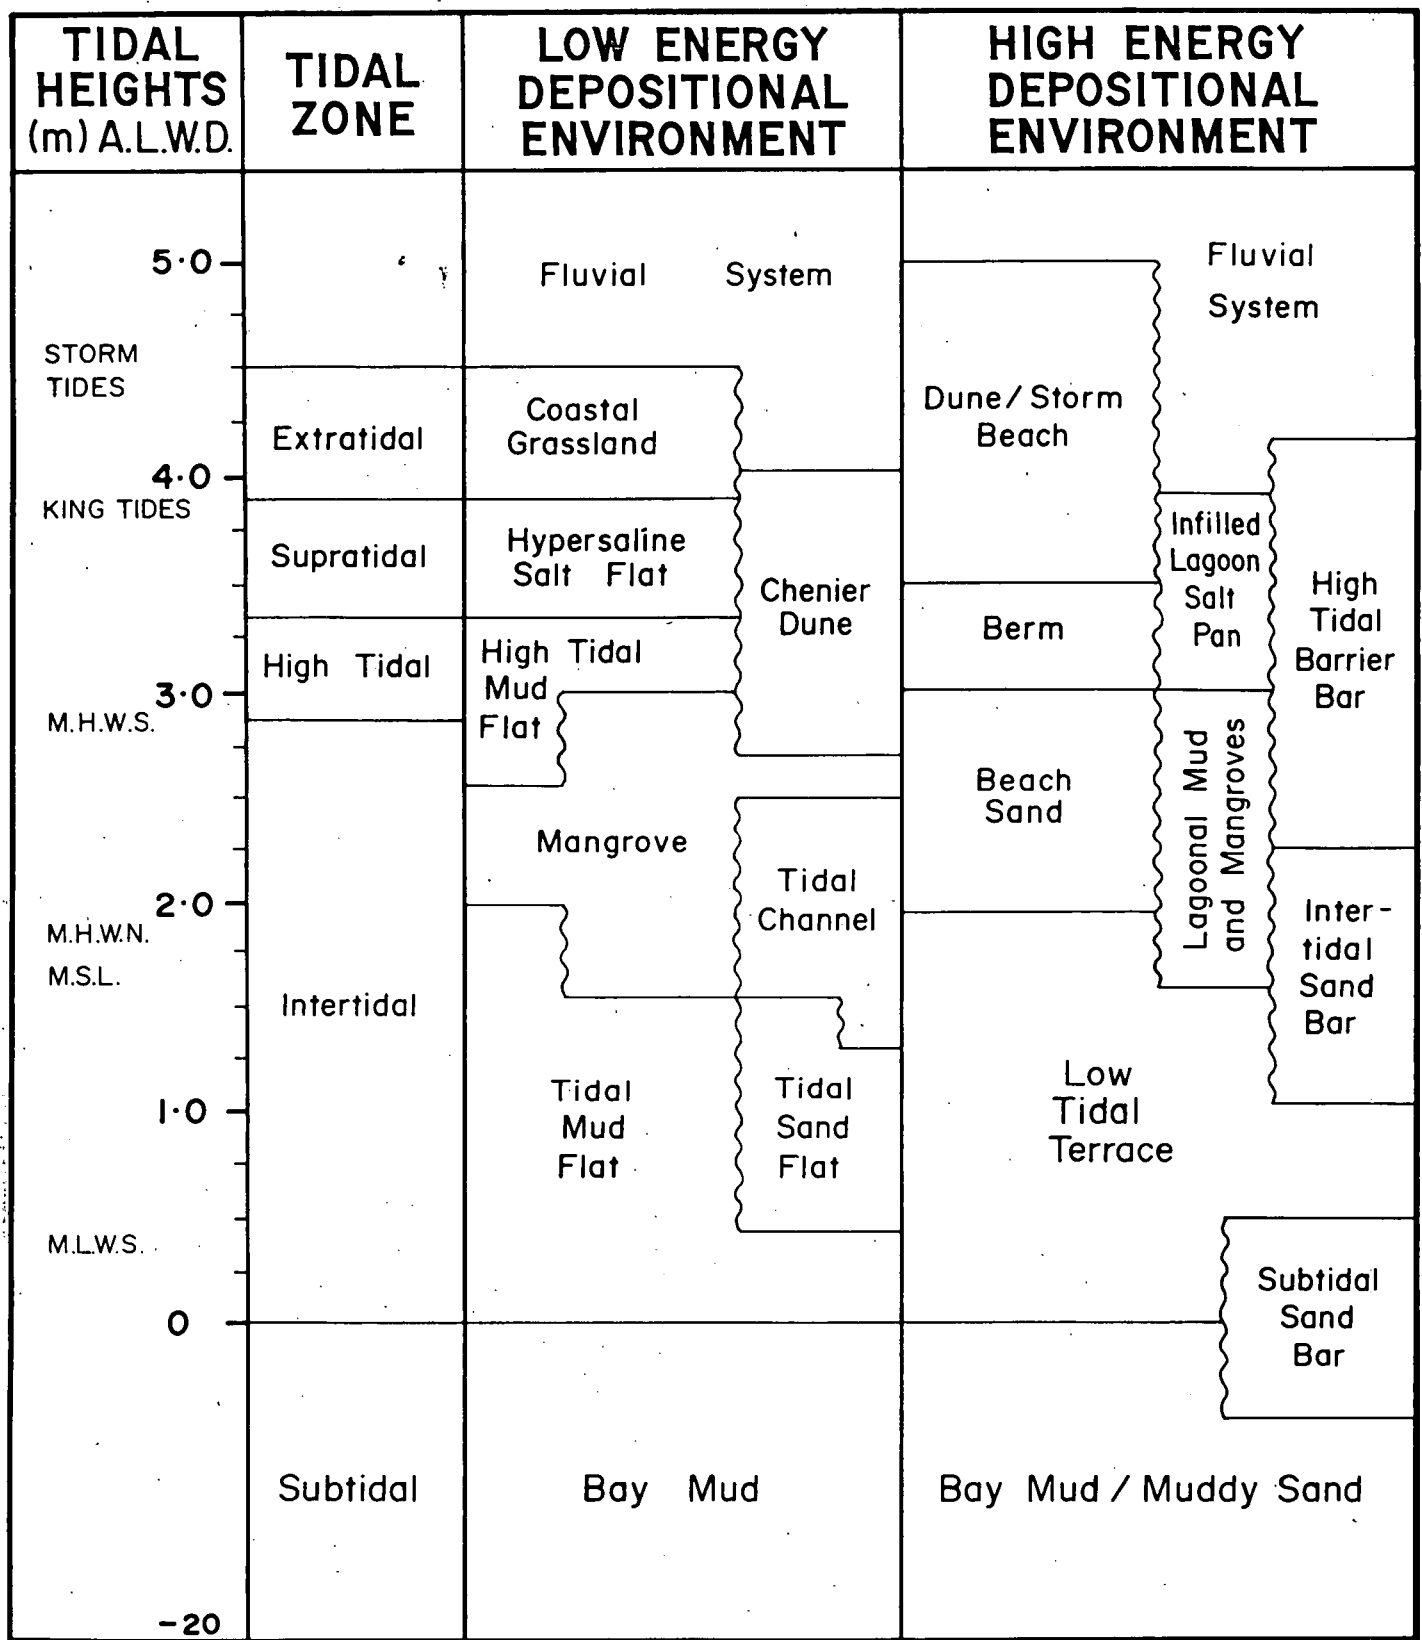 TIDAL
HEIGHTS
(m) A.L.W.D.
TIDAL
ZONE
LOW ENERGY
DEPOSITIONAL
ENVIRONMENT
HIGH ENERGY
DEPOSITIONAL
ENVIRONMENT
5·0
STORM
TIDES
4·0
KING TIDES
3·0
M.H.W.S.
2·0
M.H.W.N.
M.S.L.
1·0
M.L.W.S.
0
-20
Extratidal
Supratidal
High Tidal
Intertidal
Subtidal
Fluvial System
Coastal
Grassland
Hypersaline
Salt Flat
High Tidal
Mud
Flat
Chenier
Dune
Mangrove
Tidal
Channel
Tidal
Mud
Flat
Tidal
Sand
Flat
Bay Mud
Fluvial
System
Dune/Storm
Beach
Infilled
Lagoon
Salt
Pan
High
Tidal
Barrier
Bar
Berm
Beach
Sand
Lagoonal Mud
and Mangroves
Inter-
tidal
Sand
Bar
Low
Tidal
Terrace
Subtidal
Sand
Bar
Bay Mud / Muddy Sand